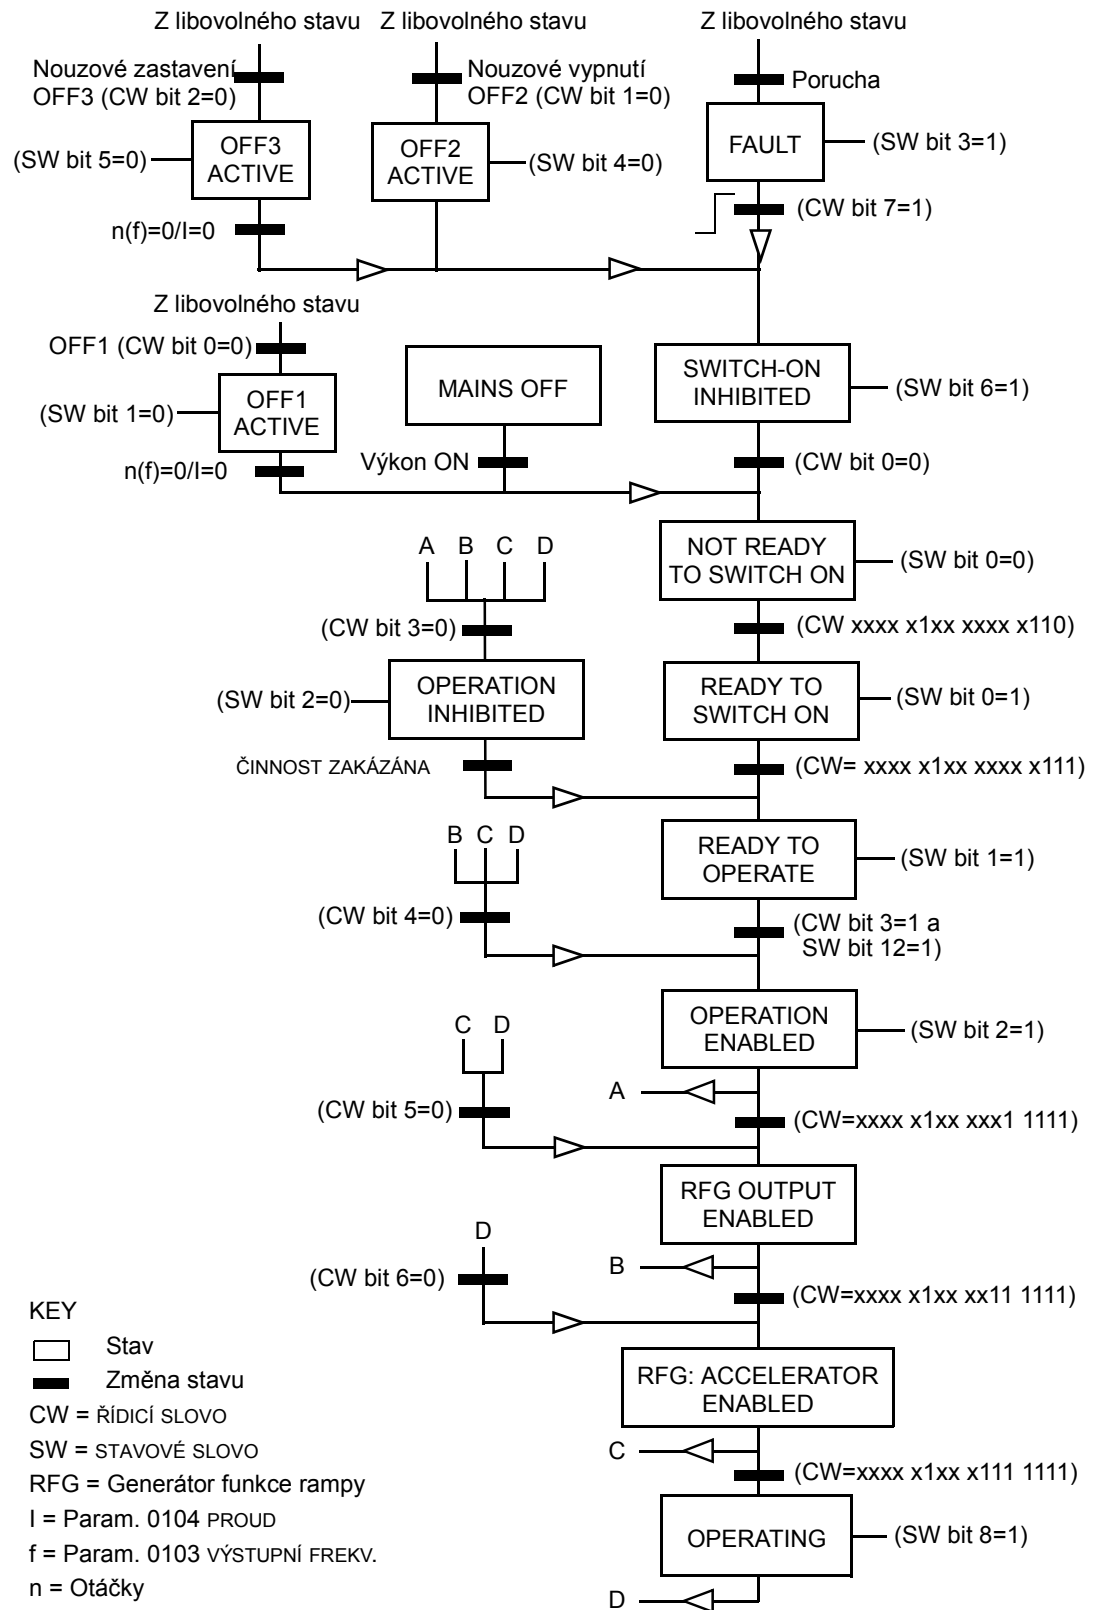 Z libovolného stavu
Z libovolného stavu
Z libovolného stavu
Nouzové zastavení
OFF3 (CW bit 2=0)
Nouzové vypnutí
OFF2 (CW bit 1=0)
Porucha
(SW bit 5=0)
OFF3
ACTIVE
OFF2
ACTIVE
(SW bit 4=0)
FAULT
(SW bit 3=1)
n(f)=0/I=0
(CW bit 7=1)
Z libovolného stavu
OFF1 (CW bit 0=0)
(SW bit 1=0)
OFF1
ACTIVE
MAINS OFF
SWITCH-ON
INHIBITED
(SW bit 6=1)
n(f)=0/I=0
Výkon ON
(CW bit 0=0)
A B C D
NOT READY
TO SWITCH ON
(SW bit 0=0)
(CW bit 3=0)
(CW xxxx x1xx xxxx x110)
(SW bit 2=0)
OPERATION
INHIBITED
READY TO
SWITCH ON
(SW bit 0=1)
ČINNOST ZAKÁZÁNA
(CW= xxxx x1xx xxxx x111)
B C D
READY TO
OPERATE
(SW bit 1=1)
(CW bit 4=0)
(CW bit 3=1 a
SW bit 12=1)
C D
OPERATION
ENABLED
(SW bit 2=1)
A
(CW bit 5=0)
(CW=xxxx x1xx xxx1 1111)
RFG OUTPUT
ENABLED
D
B
(CW bit 6=0)
(CW=xxxx x1xx xx11 1111)
RFG: ACCELERATOR
ENABLED
C
(CW=xxxx x1xx x111 1111)
OPERATING
(SW bit 8=1)
D
KEY
Stav
Změna stavu
CW = ŘÍDICÍ SLOVO
SW = STAVOVÉ SLOVO
RFG = Generátor funkce rampy
I = Param. 0104 PROUD
f = Param. 0103 VÝSTUPNÍ FREKV.
n = Otáčky